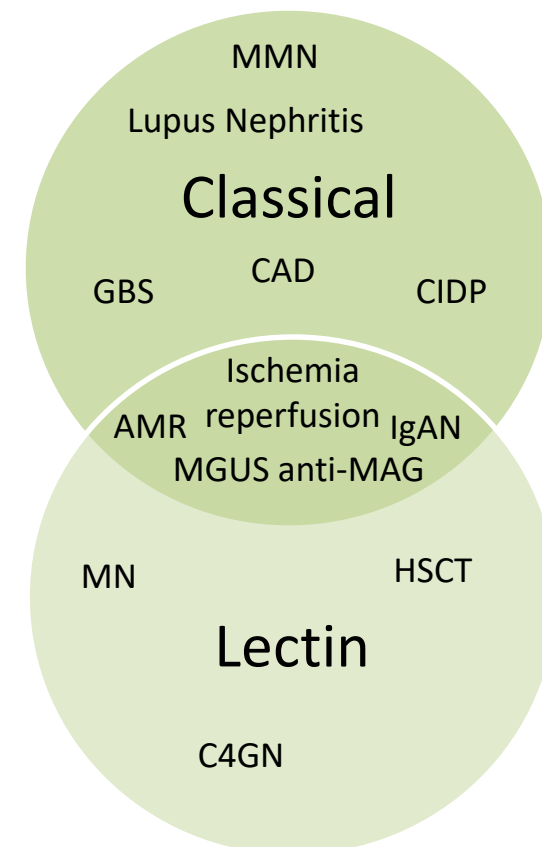 MMN
Lupus Nephritis
Classical
CAD
GBS
CIDP
Ischemia
reperfusion
AMR
IgAN
MGUS anti-MAG
MN
HSCT
Lectin
C4GN